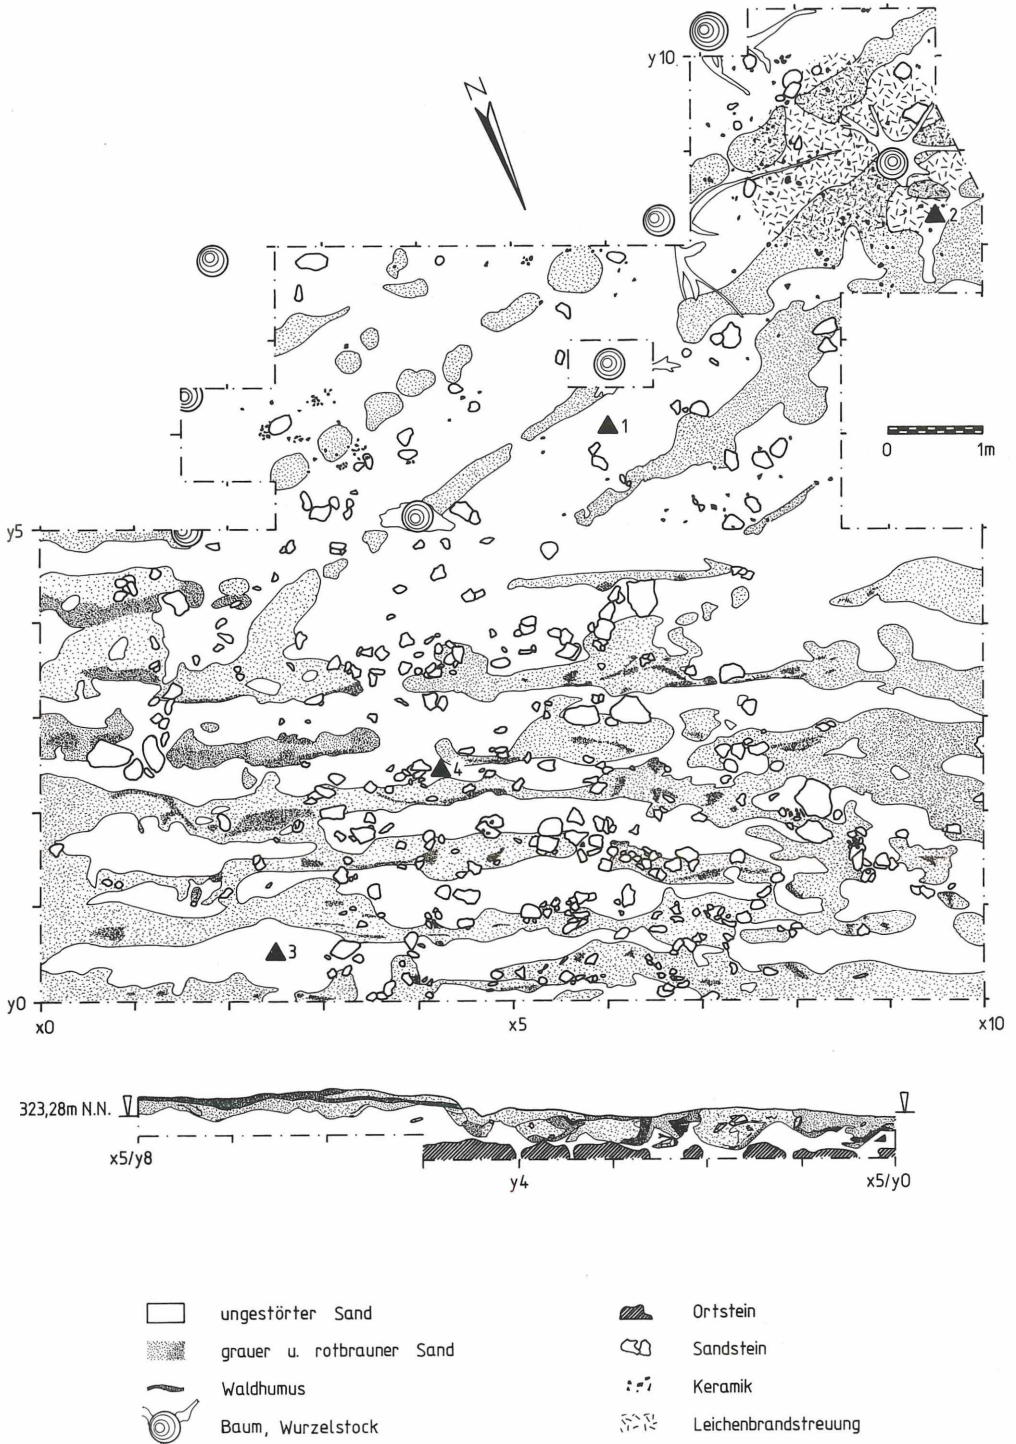 y10
N
2
1
0 1m
y5
4
3
y0
x0 x5 x10
323,28m N.N.
x5/y8 y4 x5/y0
ungestörter Sand
grauer u. rotbrauner Sand
Waldhumus
Baum, Wurzelstock
Ortstein
Sandstein
Keramik
Leichenbrandstreuung